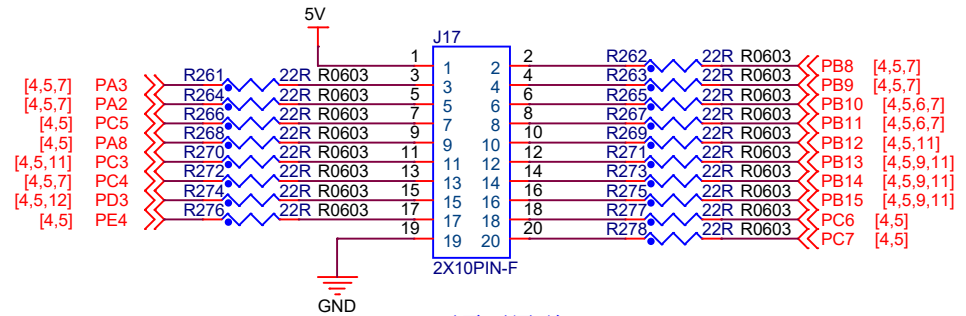 5V
J17
1 1 2 2 R262 22R R0603 PB8 [4,5,7]
[4,5,7] PA3 R261 22R R0603 3 3 4 4 R263 22R R0603 PB9 [4,5,7]
[4,5,7] PA2 R264 22R R0603 5 5 6 6 R265 22R R0603 PB10 [4,5,6,7]
[4,5] PC5 R266 22R R0603 7 7 8 8 R267 22R R0603 PB11 [4,5,6,7]
[4,5] PA8 R268 22R R0603 9 9 10 10 R269 22R R0603 PB12 [4,5,11]
[4,5,11] PC3 R270 22R R0603 11 11 12 12 R271 22R R0603 PB13 [4,5,9,11]
[4,5,7] PC4 R272 22R R0603 13 13 14 14 R273 22R R0603 PB14 [4,5,9,11]
[4,5,12] PD3 R274 22R R0603 15 15 16 16 R275 22R R0603 PB15 [4,5,9,11]
[4,5] PE4 R276 22R R0603 17 17 18 18 R277 22R R0603 PC6 [4,5]
19 19 20 20 R278 22R R0603 PC7 [4,5]
2X10PIN-F
GND